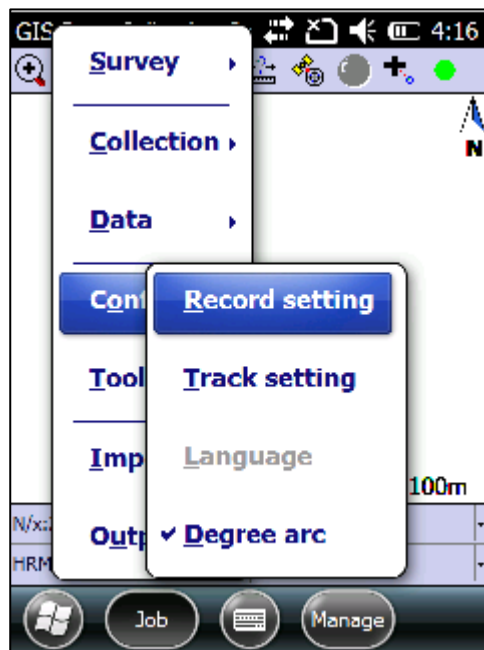 GIS 4:16
Survey
Collection
Data
N
Conf
Record setting
Tool
Track setting
Imp
Language
100m
N/x:
Outp
Degree arc
HRM
Job
Manage